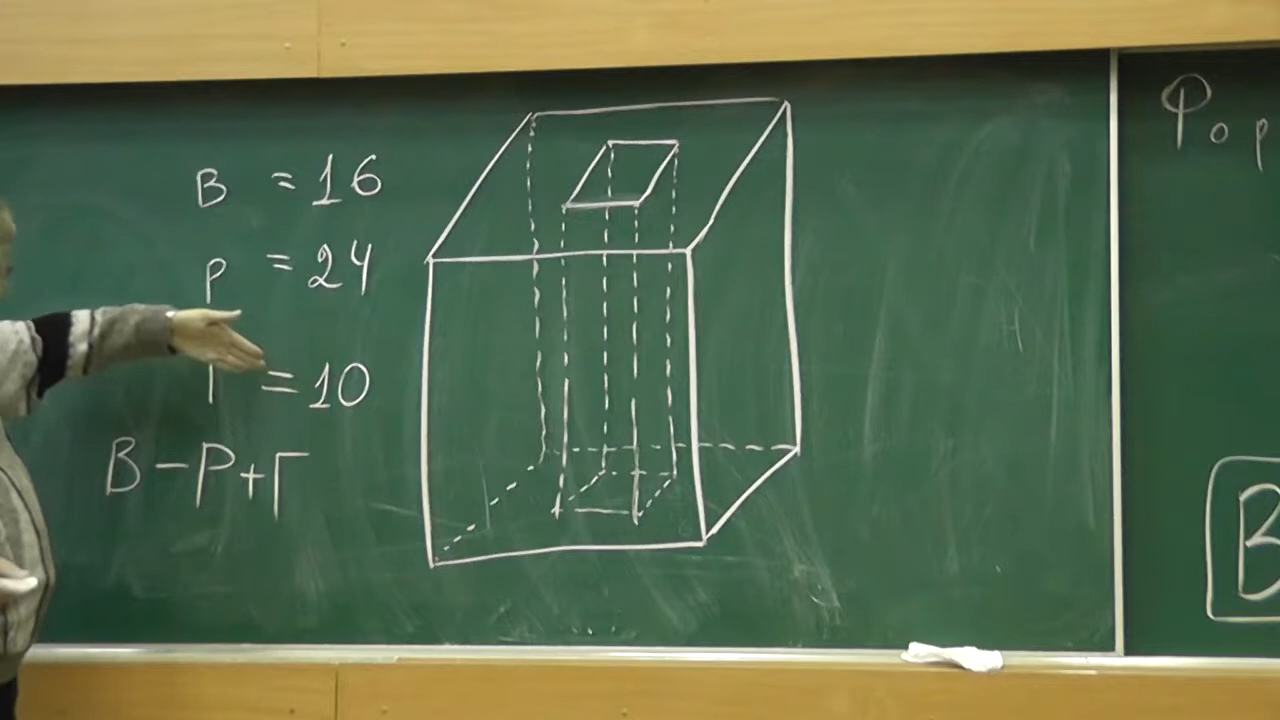 В = 16
Р = 24
Г = 10
В - Р + Г
Фор
В